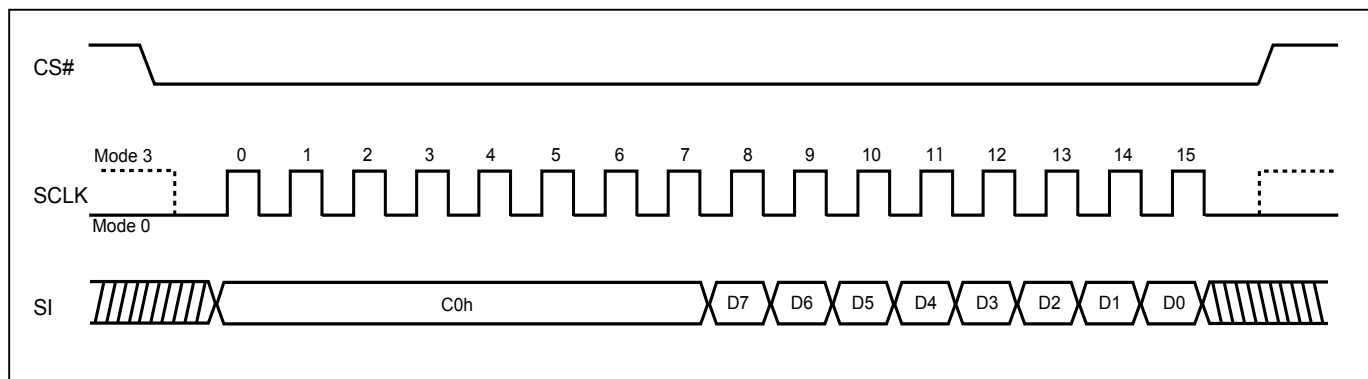 CS#
Mode 3
0 1 2 3 4 5 6 7 8 9 10 11 12 13 14 15
SCLK
Mode 0
SI
C0h D7 D6 D5 D4 D3 D2 D1 D0